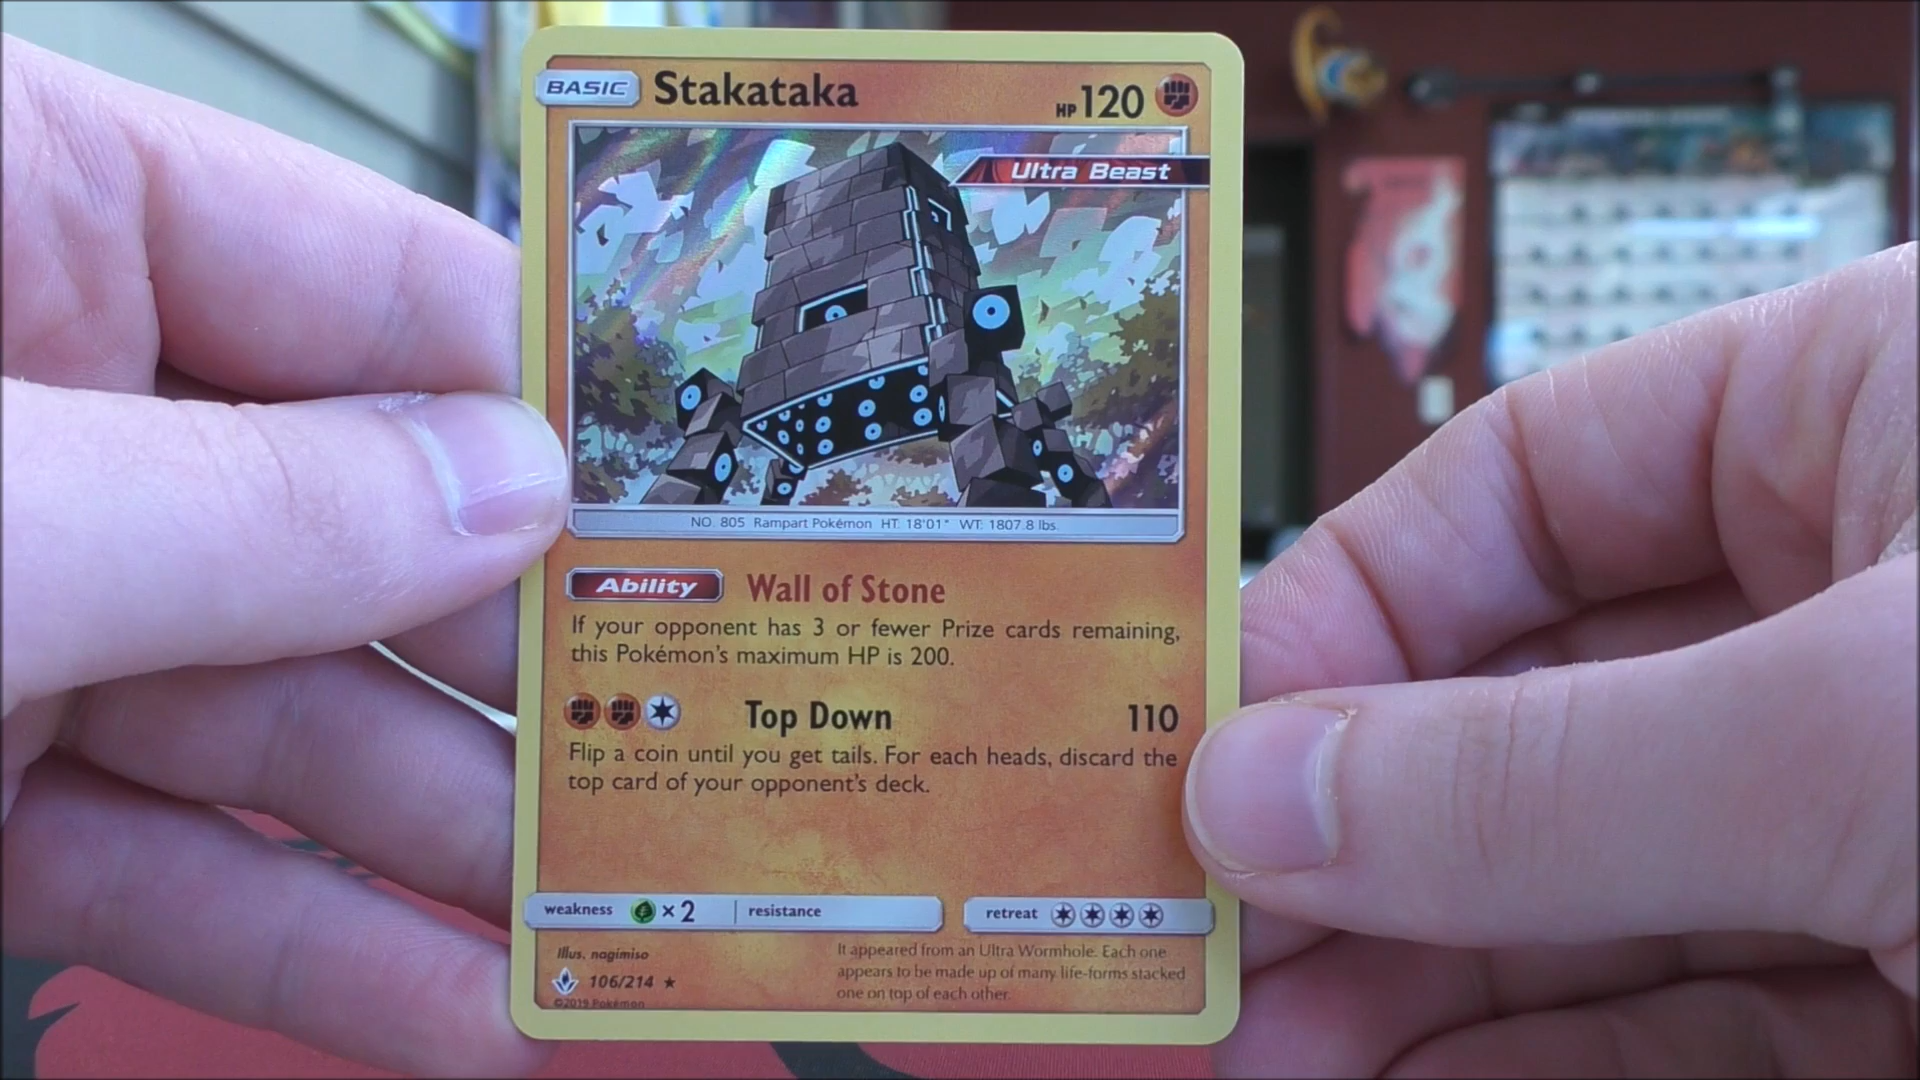 BASIC Stakataka HP 120
Ultra Beast
NO. 805 Rampart Pokémon HT: 18'01" WT: 1807.8 lbs.
Ability Wall of Stone
If your opponent has 3 or fewer Prize cards remaining,
this Pokémon's maximum HP is 200.
Top Down 110
Flip a coin until you get tails. For each heads, discard the
top card of your opponent's deck.
weakness ×2 resistance retreat
Illus. nagimiso
106/214 ★
©2019 Pokémon
It appeared from an Ultra Wormhole. Each one
appears to be made up of many life-forms stacked
one on top of each other.